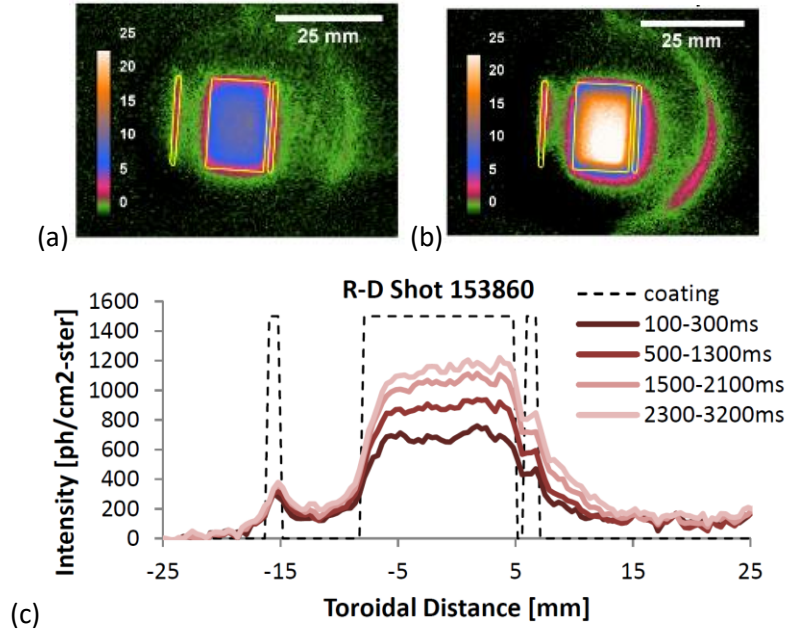 25 mm
25
20
15
10
5
0
(a)
25 mm
25
20
15
10
5
0
(b)
R-D Shot 153860
coating
100-300ms
500-1300ms
1500-2100ms
2300-3200ms
Intensity [ph/cm2-ster]
1600
1400
1200
1000
800
600
400
200
0
-25
-15
-5
5
15
25
Toroidal Distance [mm]
(c)